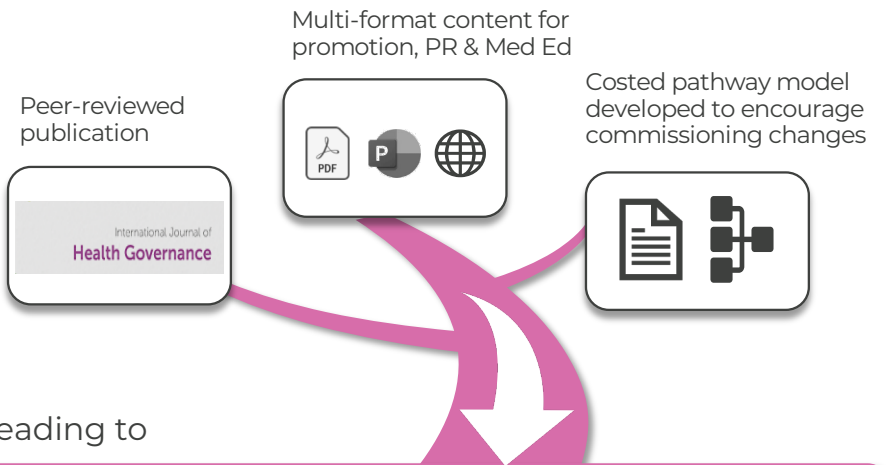 Multi-format content for
promotion, PR & Med Ed
Costed pathway model
developed to encourage
commissioning changes
Peer-reviewed
publication
PDF
P
International Journal of
Health Governance
eading to